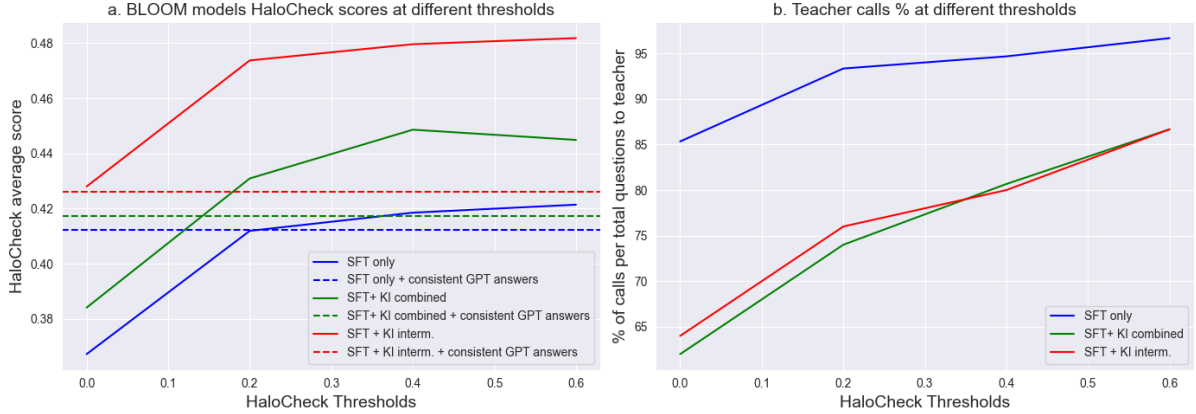 a. BLOOM models HaloCheck scores at different thresholds
HaloCheck average score
0.48
0.46
0.44
0.42
0.40
0.38
SFT only
SFT only + consistent GPT answers
SFT+ KI combined
SFT+ KI combined + consistent GPT answers
SFT + KI interm.
SFT + KI interm. + consistent GPT answers
0.0 0.1 0.2 0.3 0.4 0.5 0.6
HaloCheck Thresholds
b. Teacher calls % at different thresholds
% of calls per total questions to teacher
95
90
85
80
75
70
65
SFT only
SFT+ KI combined
SFT + KI interm.
0.0 0.1 0.2 0.3 0.4 0.5 0.6
HaloCheck Thresholds